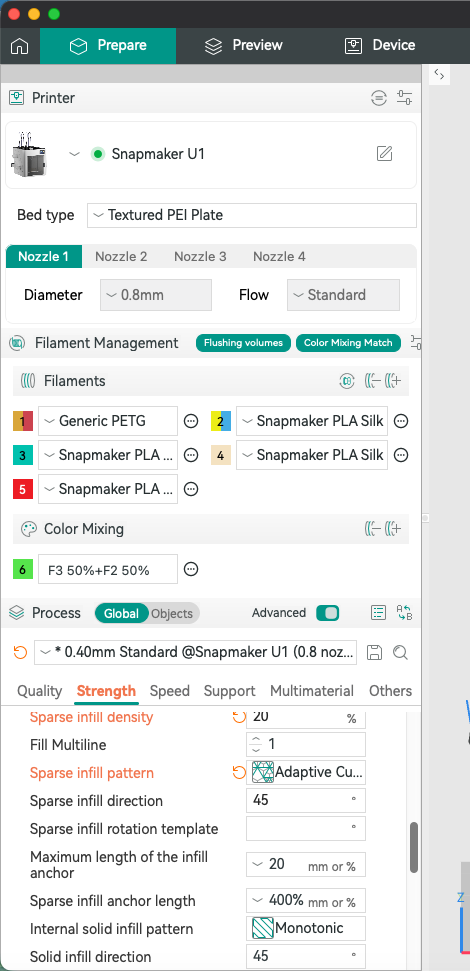 Prepare Preview Device
Printer
Snapmaker U1
Bed type Textured PEI Plate
Nozzle 1 Nozzle 2 Nozzle 3 Nozzle 4
Diameter 0.8mm Flow Standard
Filament Management Flushing volumes Color Mixing Match
Filaments
1 Generic PETG 2 Snapmaker PLA Silk
3 Snapmaker PLA ... 4 Snapmaker PLA Silk
5 Snapmaker PLA ...
Color Mixing
6 F3 50%+F2 50%
Process Global Objects Advanced
* 0.40mm Standard @Snapmaker U1 (0.8 noz...
Quality Strength Speed Support Multimaterial Others
Sparse infill density 20 %
Fill Multiline 1
Sparse infill pattern Adaptive Cu...
Sparse infill direction 45 °
Sparse infill rotation template °
Maximum length of the infill
anchor 20 mm or %
Sparse infill anchor length 400% mm or %
Internal solid infill pattern Monotonic
Solid infill direction 45 °
Z